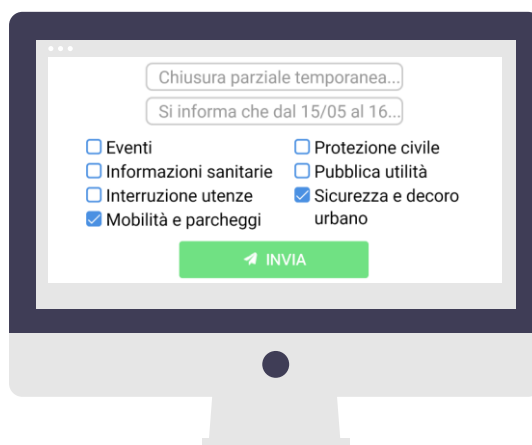 Chiusura parziale temporanea...
Si informa che dal 15/05 al 16...
Eventi
Informazioni sanitarie
Interruzione utenze
Mobilità e parcheggi
Protezione civile
Pubblica utilità
Sicurezza e decoro
urbano
INVIA